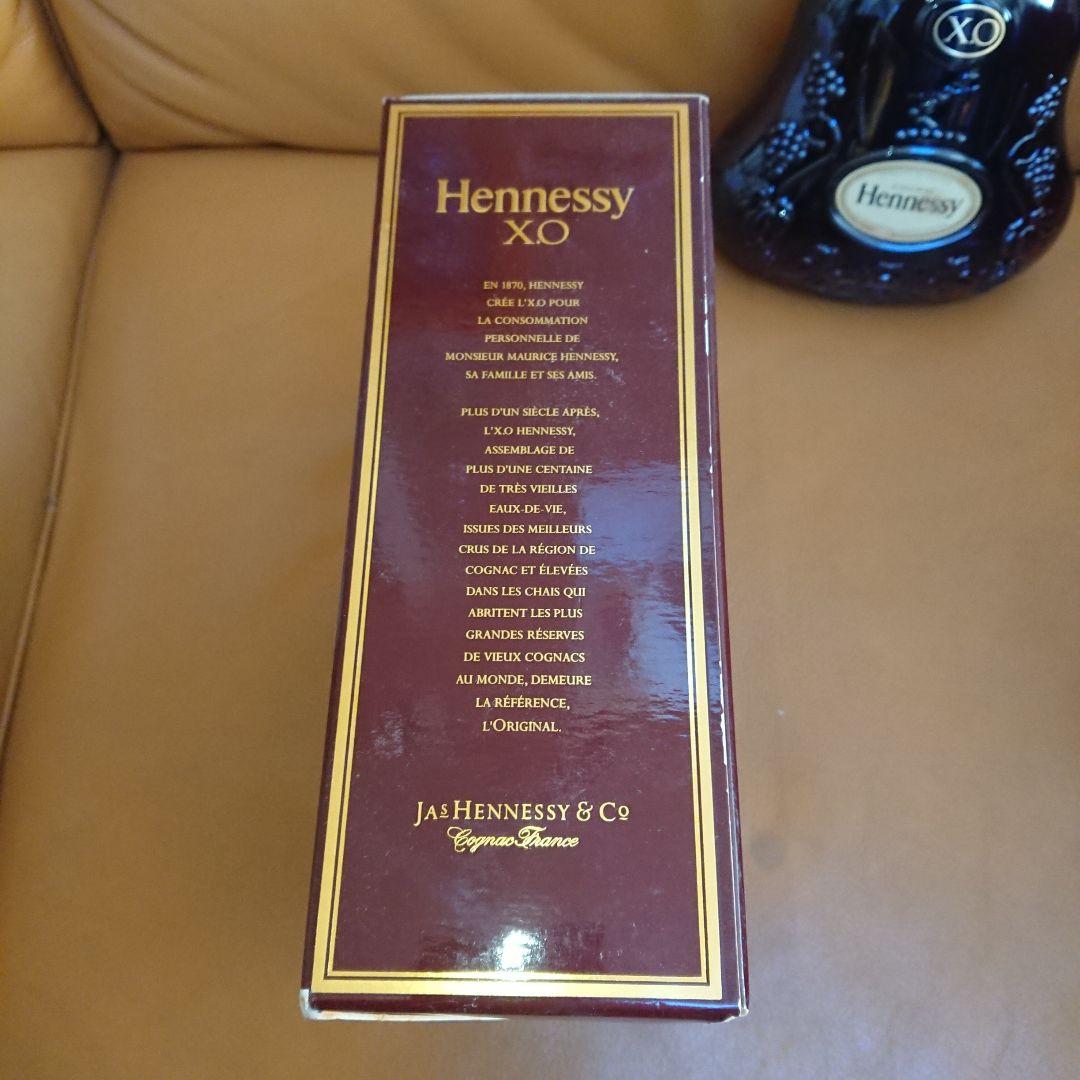 Hennessy
X.O
EN 1870, HENNESSY
CRÉE L'X.O POUR
LA CONSOMMATION
PERSONNELLE DE
MONSIEUR MAURICE HENNESSY,
SA FAMILLE ET SES AMIS.
PLUS D'UN SIÈCLE APRÈS,
L'X.O HENNESSY,
ASSEMBLAGE DE
PLUS D'UNE CENTAINE
DE TRÈS VIEILLES
EAUX-DE-VIE,
ISSUES DES MEILLEURS
CRUS DE LA RÉGION DE
COGNAC ET ÉLEVÉES
DANS LES CHAIS QUI
ABRITENT LES PLUS
GRANDES RÉSERVES
DE VIEUX COGNACS
AU MONDE, DEMEURE
LA RÉFÉRENCE,
L'ORIGINAL.
JAS HENNESSY & CO
Cognac France
X.O
Hennessy